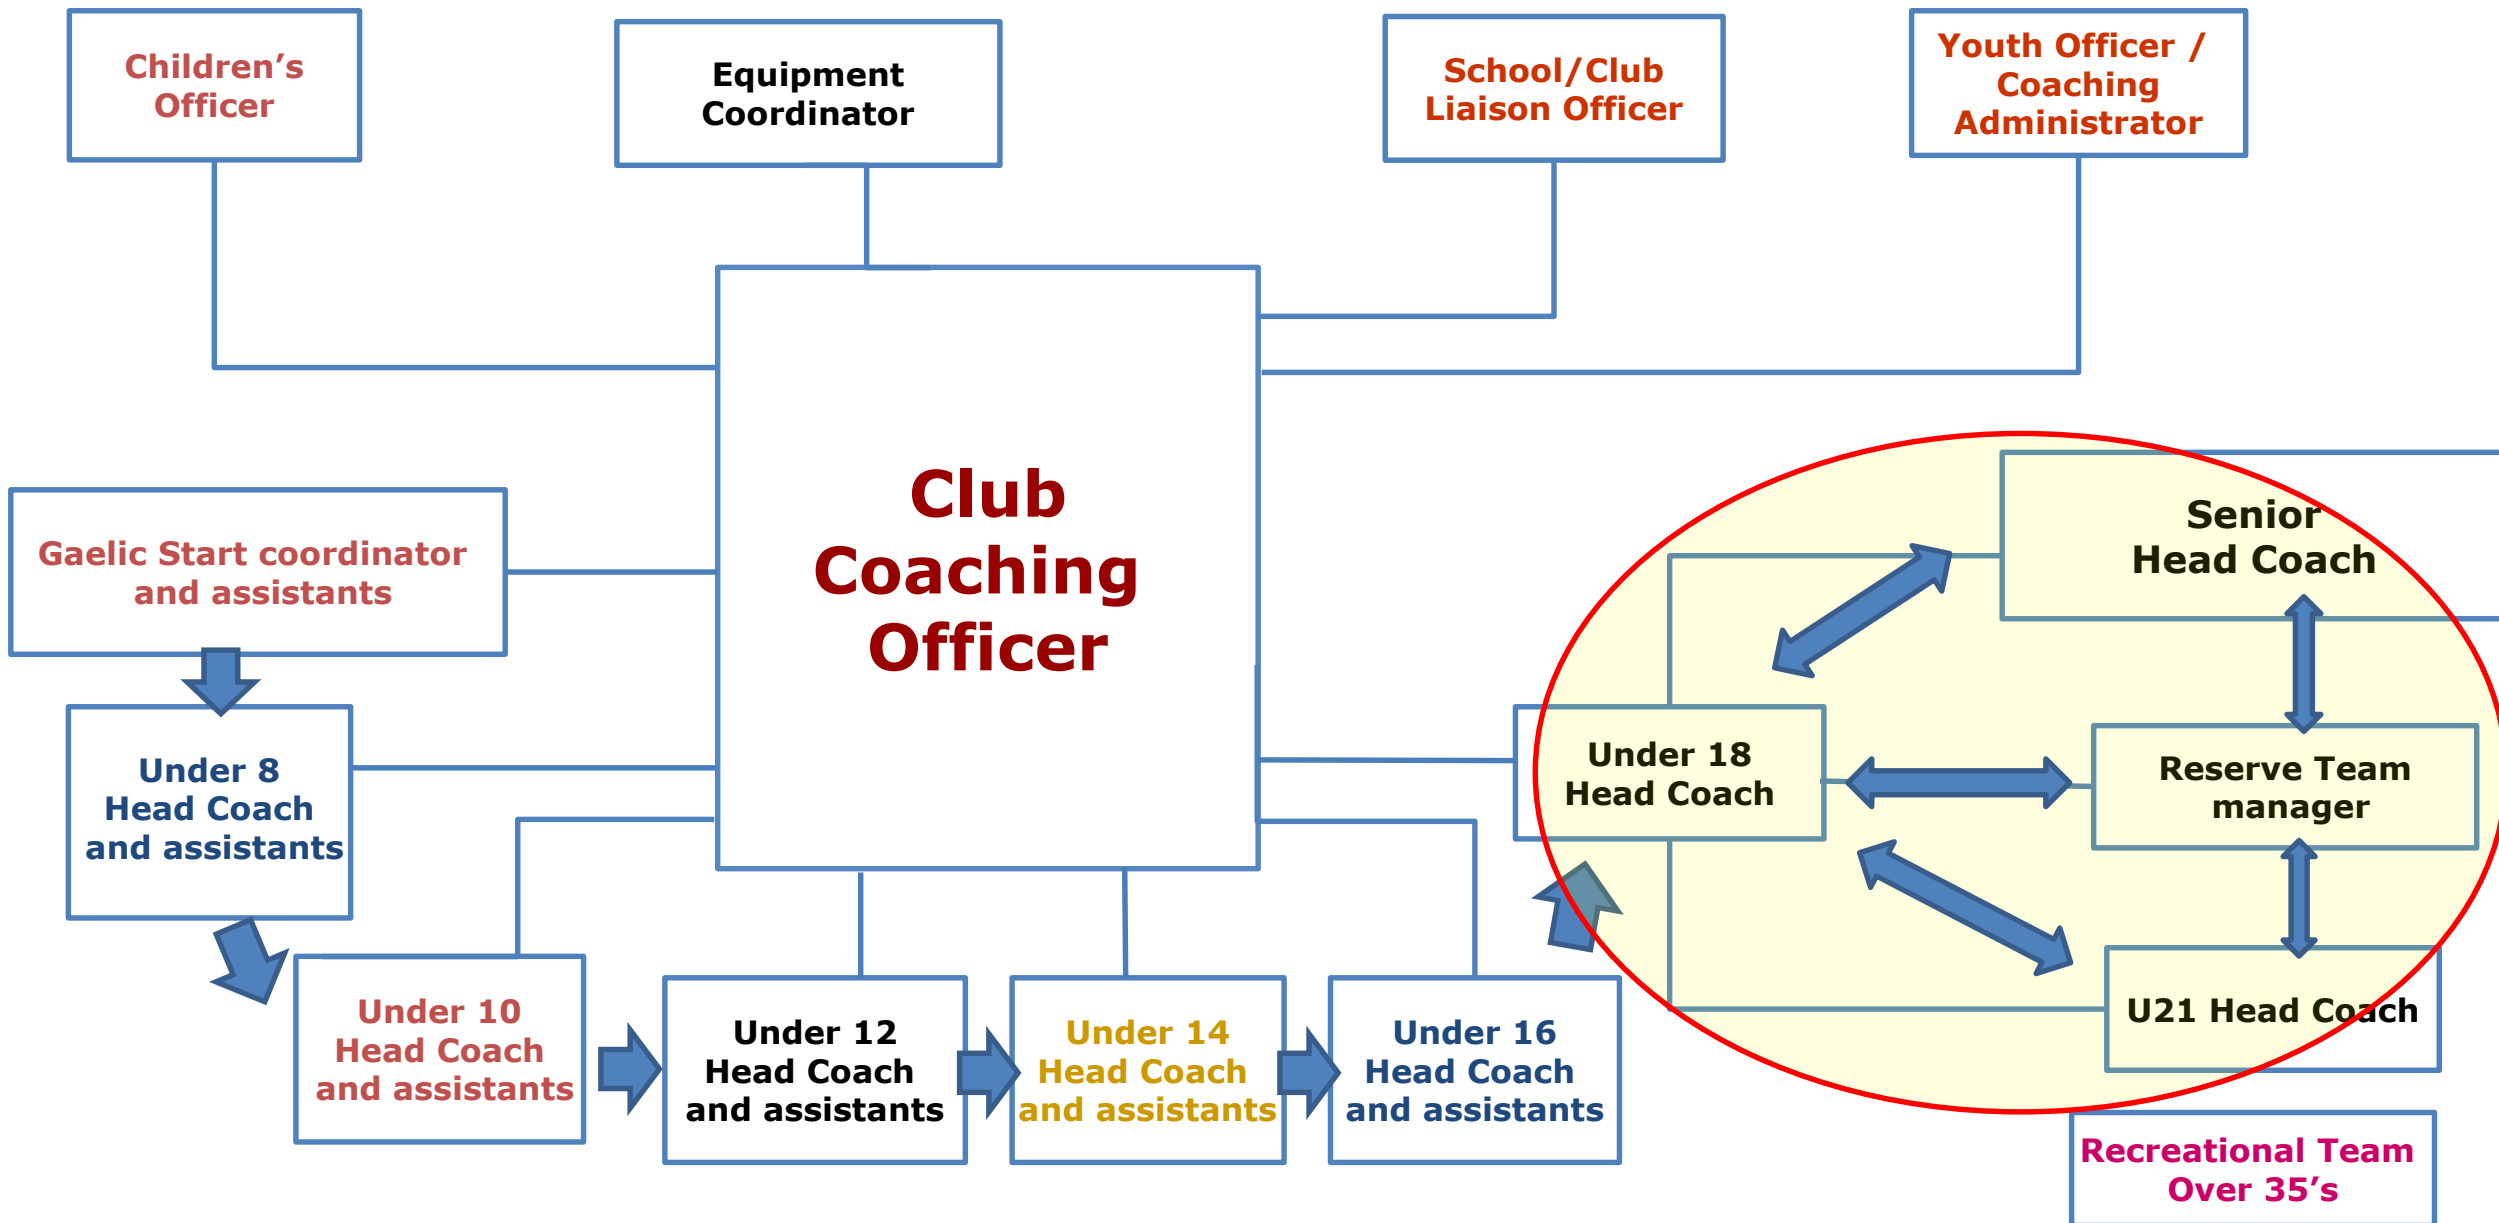 Children’s
Officer
Equipment
Coordinator
School/Club
Liaison Officer
Youth Officer /
Coaching
Administrator
Club
Coaching
Officer
Gaelic Start coordinator
and assistants
Senior
Head Coach
Under 8
Head Coach
and assistants
Under 18
Head Coach
Reserve Team
manager
Under 10
Head Coach
and assistants
Under 12
Head Coach
and assistants
Under 14
Head Coach
and assistants
Under 16
Head Coach
and assistants
U21 Head Coach
Recreational Team
Over 35’s